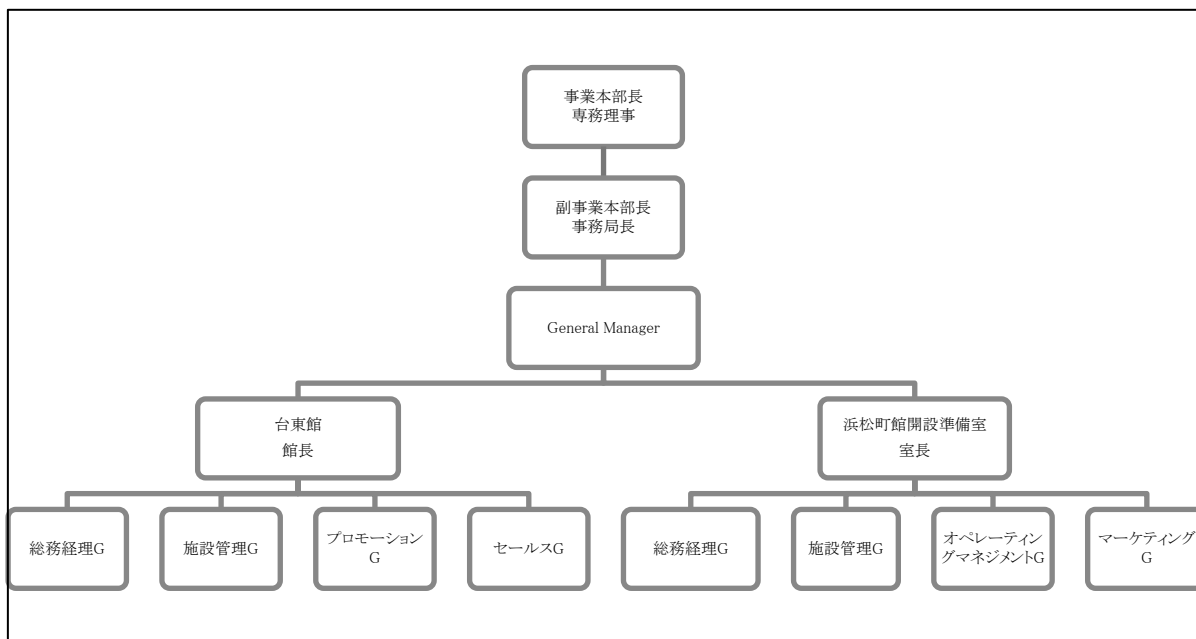 事業本部長
専務理事
副事業本部長
事務局長
General Manager
台東館
館長
浜松町館開設準備室
室長
総務経理G
施設管理G
プロモーション
G
セールスG
総務経理G
施設管理G
オペレーティン
グマネジメントG
マーケティング
G